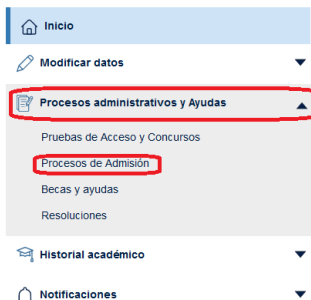 Inicio
Modificar datos
Procesos administrativos y Ayudas
Pruebas de Acceso y Concursos
Procesos de Admisión
Becas y ayudas
Resoluciones
Historial académico
Notificaciones